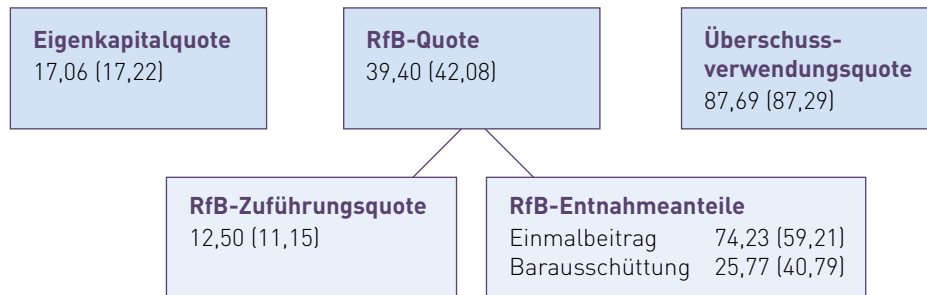 Eigenkapitalquote
17,06 (17,22)
RfB-Quote
39,40 (42,08)
Überschuss-
verwendungsquote
87,69 (87,29)
RfB-Zuführungsquote
12,50 (11,15)
RfB-Entnahmeanteile
Einmalbeitrag 74,23 (59,21)
Barausschüttung 25,77 (40,79)